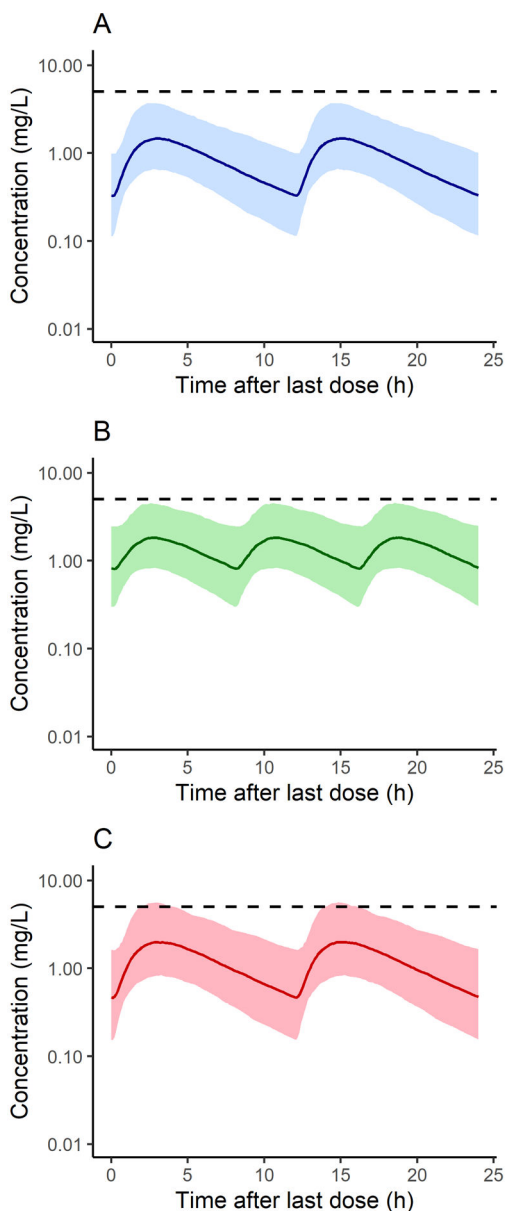 A
Concentration (mg/L)
10.00
1.00
0.10
0.01
0 5 10 15 20 25
Time after last dose (h)
B
Concentration (mg/L)
10.00
1.00
0.10
0.01
0 5 10 15 20 25
Time after last dose (h)
C
Concentration (mg/L)
10.00
1.00
0.10
0.01
0 5 10 15 20 25
Time after last dose (h)